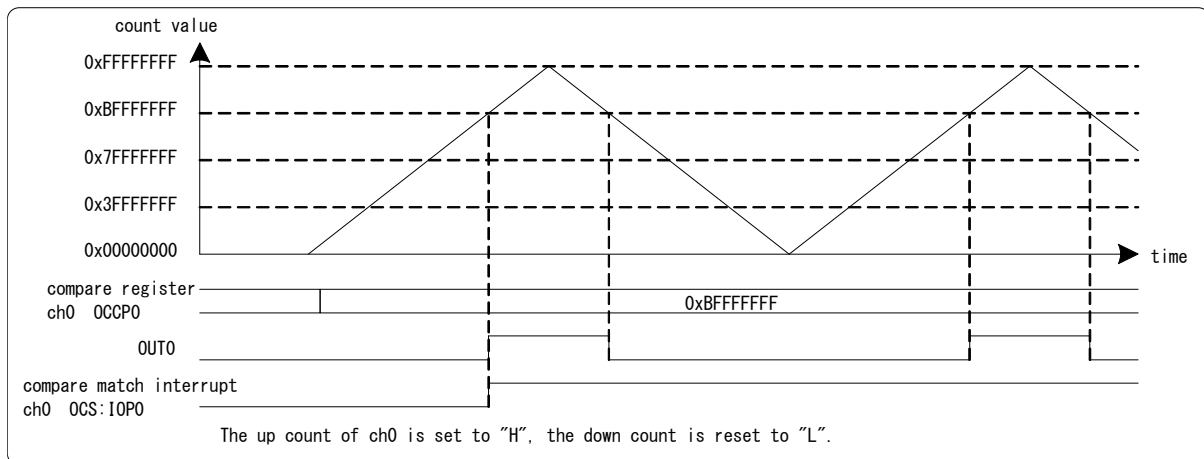 count value
0xFFFFFFFF
0xBFFFFFFF
0x7FFFFFFF
0x3FFFFFFF
0x00000000
time
compare register
ch0 OCCP0
0xBFFFFFFF
OUT0
compare match interrupt
ch0 OCS:IOP0
The up count of ch0 is set to "H", the down count is reset to "L".